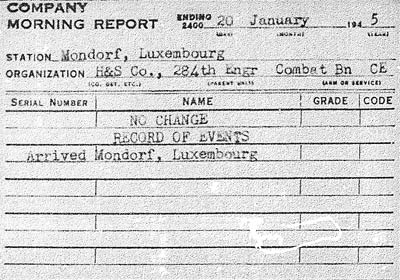 COMPANY
MORNING REPORT ENDING 2400 20 January 194 5
(DAY) (MONTH) (YEAR)
STATION Mondorf, Luxembourg
ORGANIZATION H&S Co., 284th Engr Combat Bn CE
(CO. DET. ETC.) (PARENT UNIT) (ARM OR SERVICE)
SERIAL NUMBER NAME GRADE CODE
NO CHANGE
RECORD OF EVENTS
Arrived Mondorf, Luxembourg